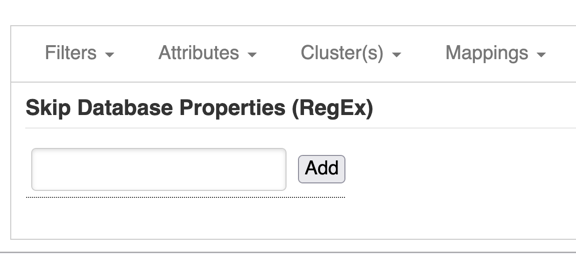 Filters Attributes Cluster(s) Mappings
Skip Database Properties (RegEx)
Add